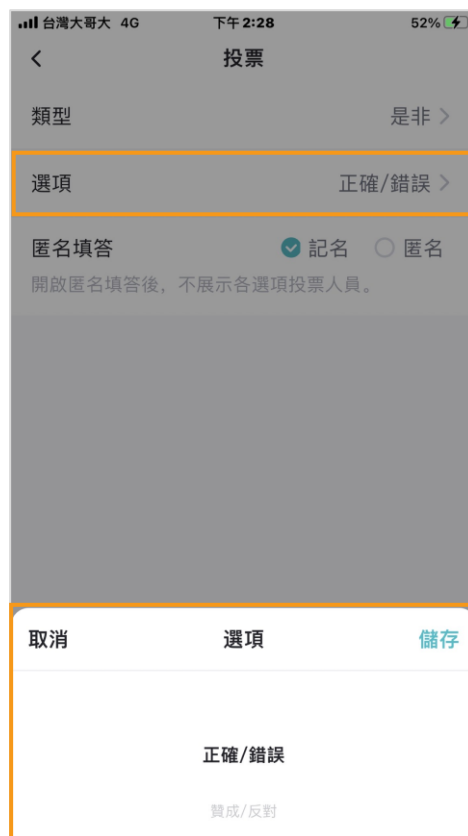 台灣大哥大 4G 下午2:28 52%
投票
類型 是非
選項 正確/錯誤
匿名填答 記名 匿名
開啟匿名填答後，不展示各選項投票人員。
取消 選項 儲存
正確/錯誤
贊成/反對